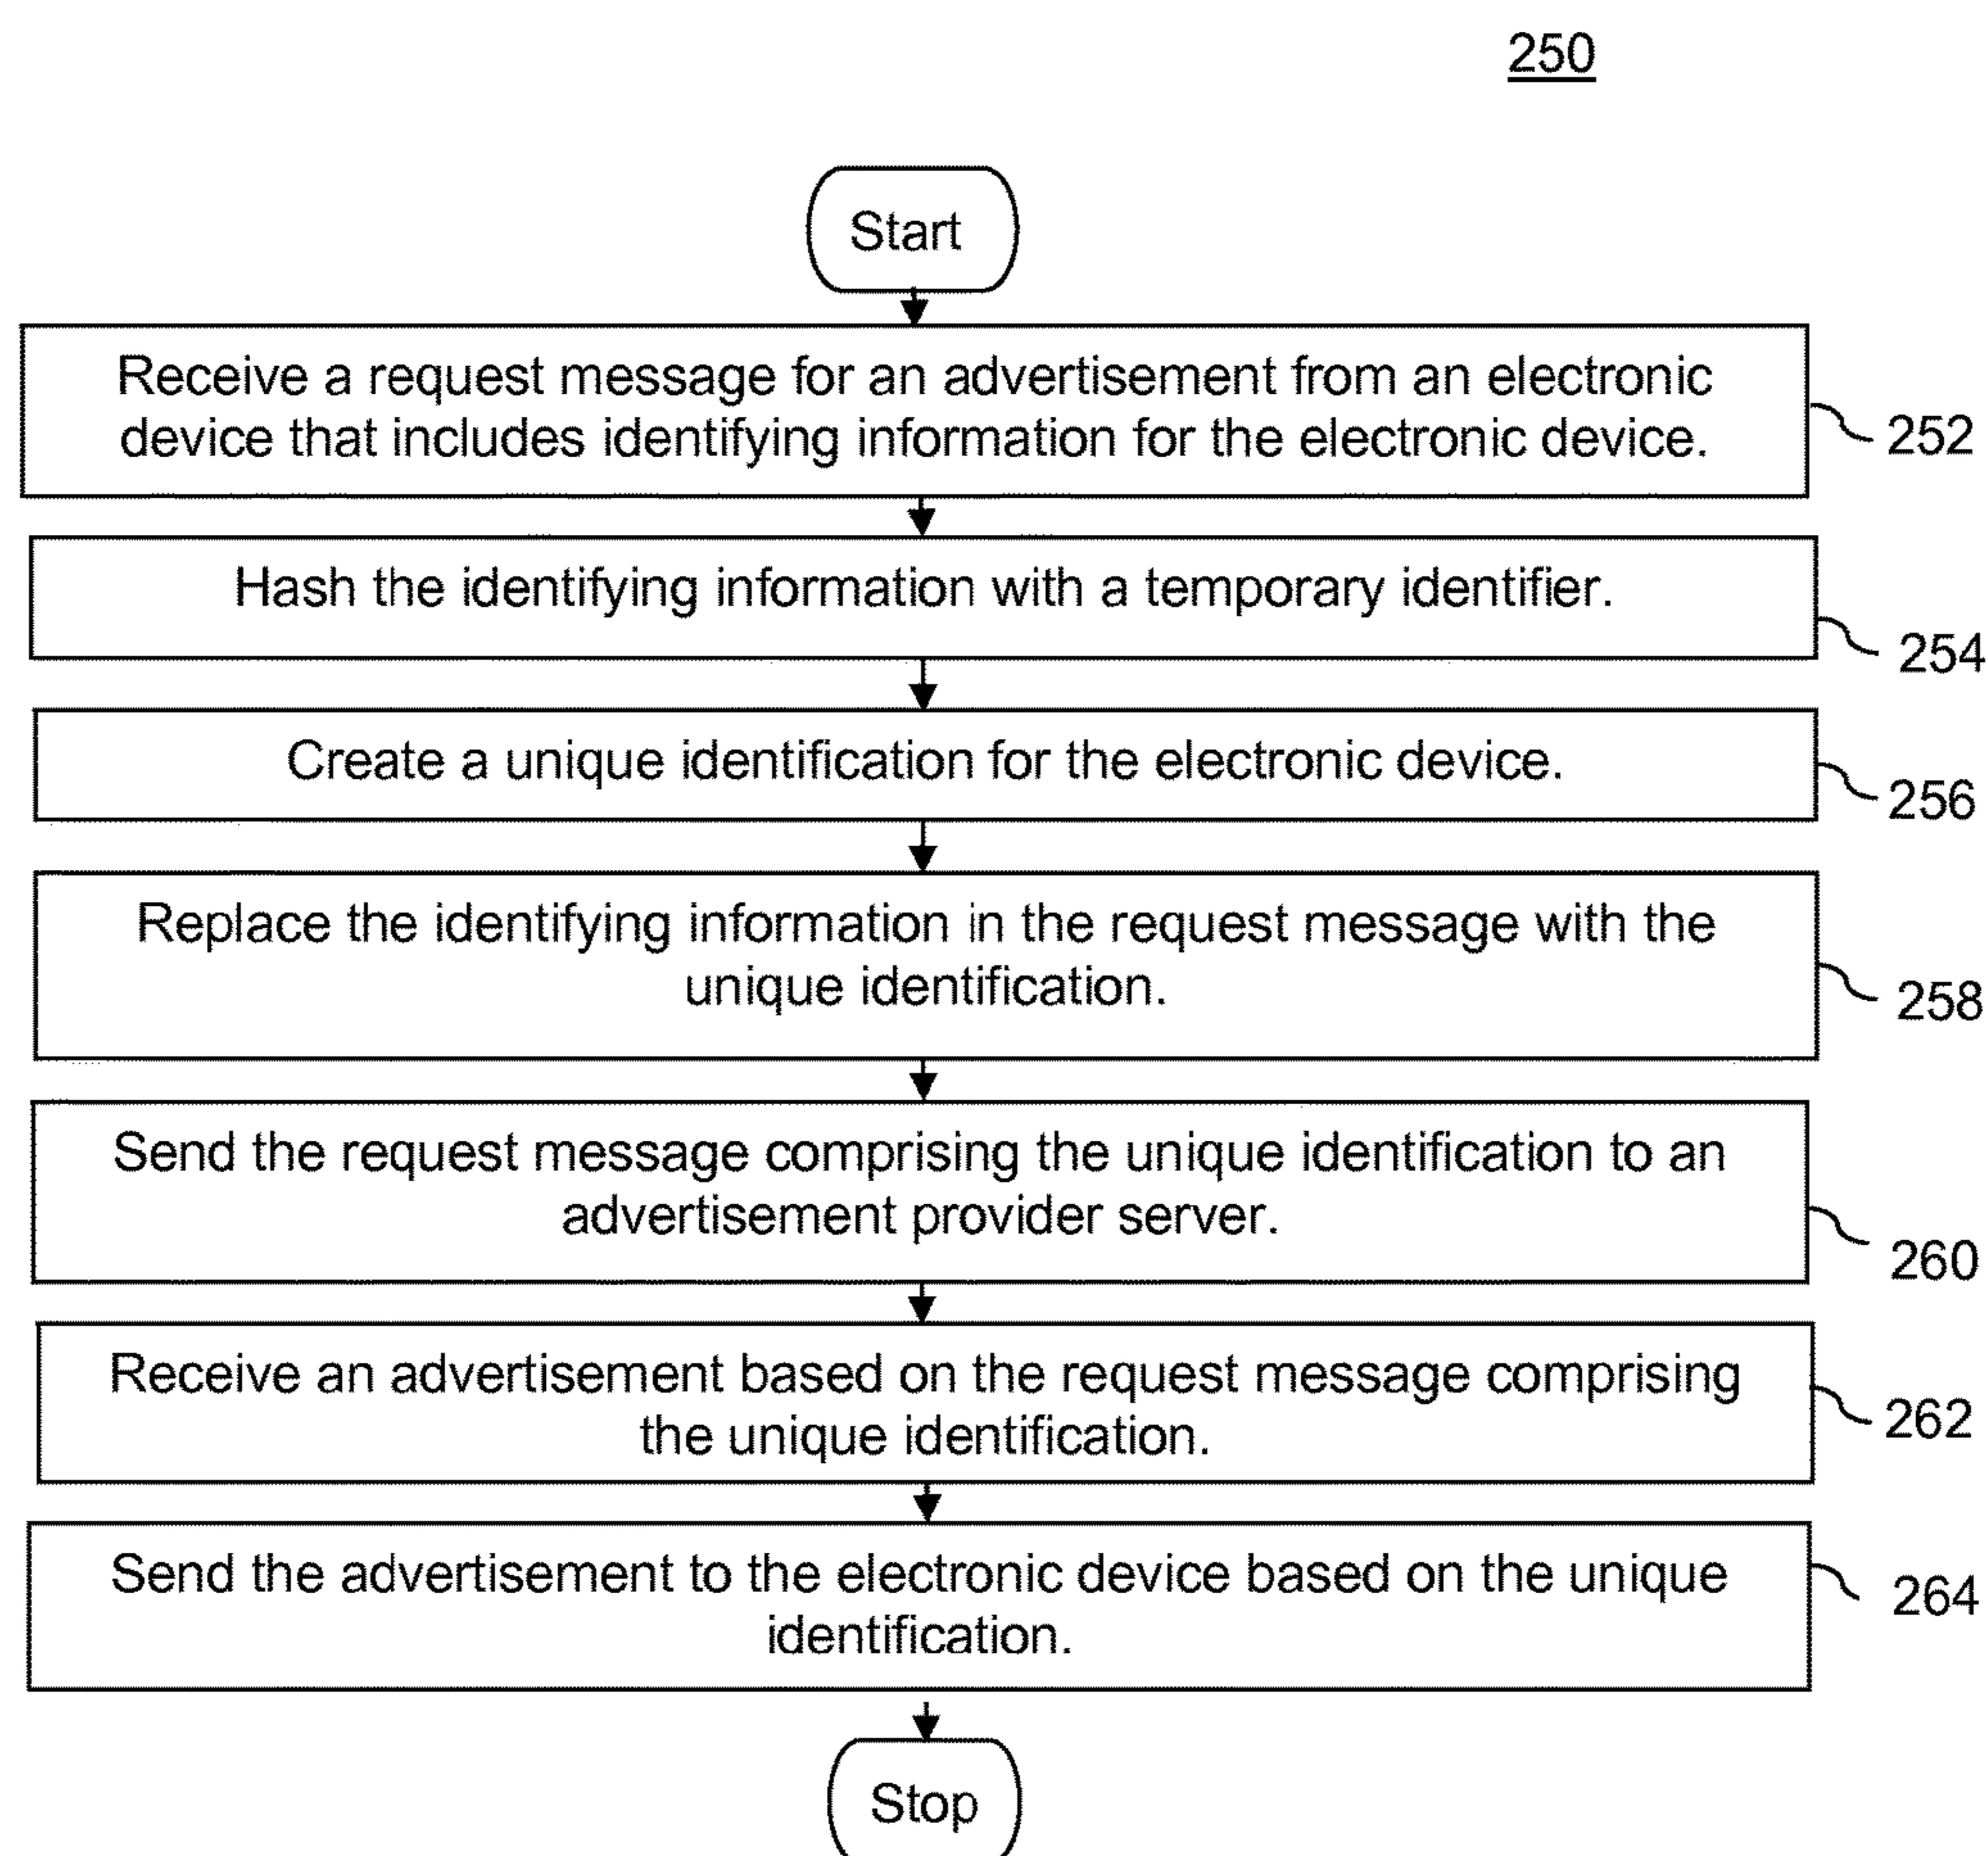 250
Start
Receive a request message for an advertisement from an electronic
device that includes identifying information for the electronic device.
252
Hash the identifying information with a temporary identifier.
254
Create a unique identification for the electronic device.
256
Replace the identifying information in the request message with the
unique identification.
258
Send the request message comprising the unique identification to an
advertisement provider server.
260
Receive an advertisement based on the request message comprising
the unique identification.
262
Send the advertisement to the electronic device based on the unique
identification.
264
Stop